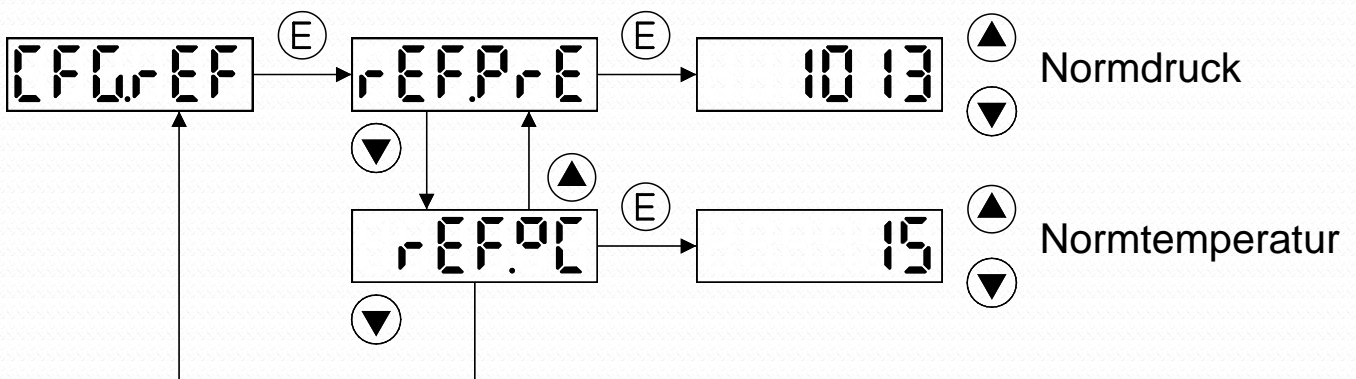 E E
CFG.rEF rEF.PrE 1013 Normdruck
E
rEF.°C 15 Normtemperatur